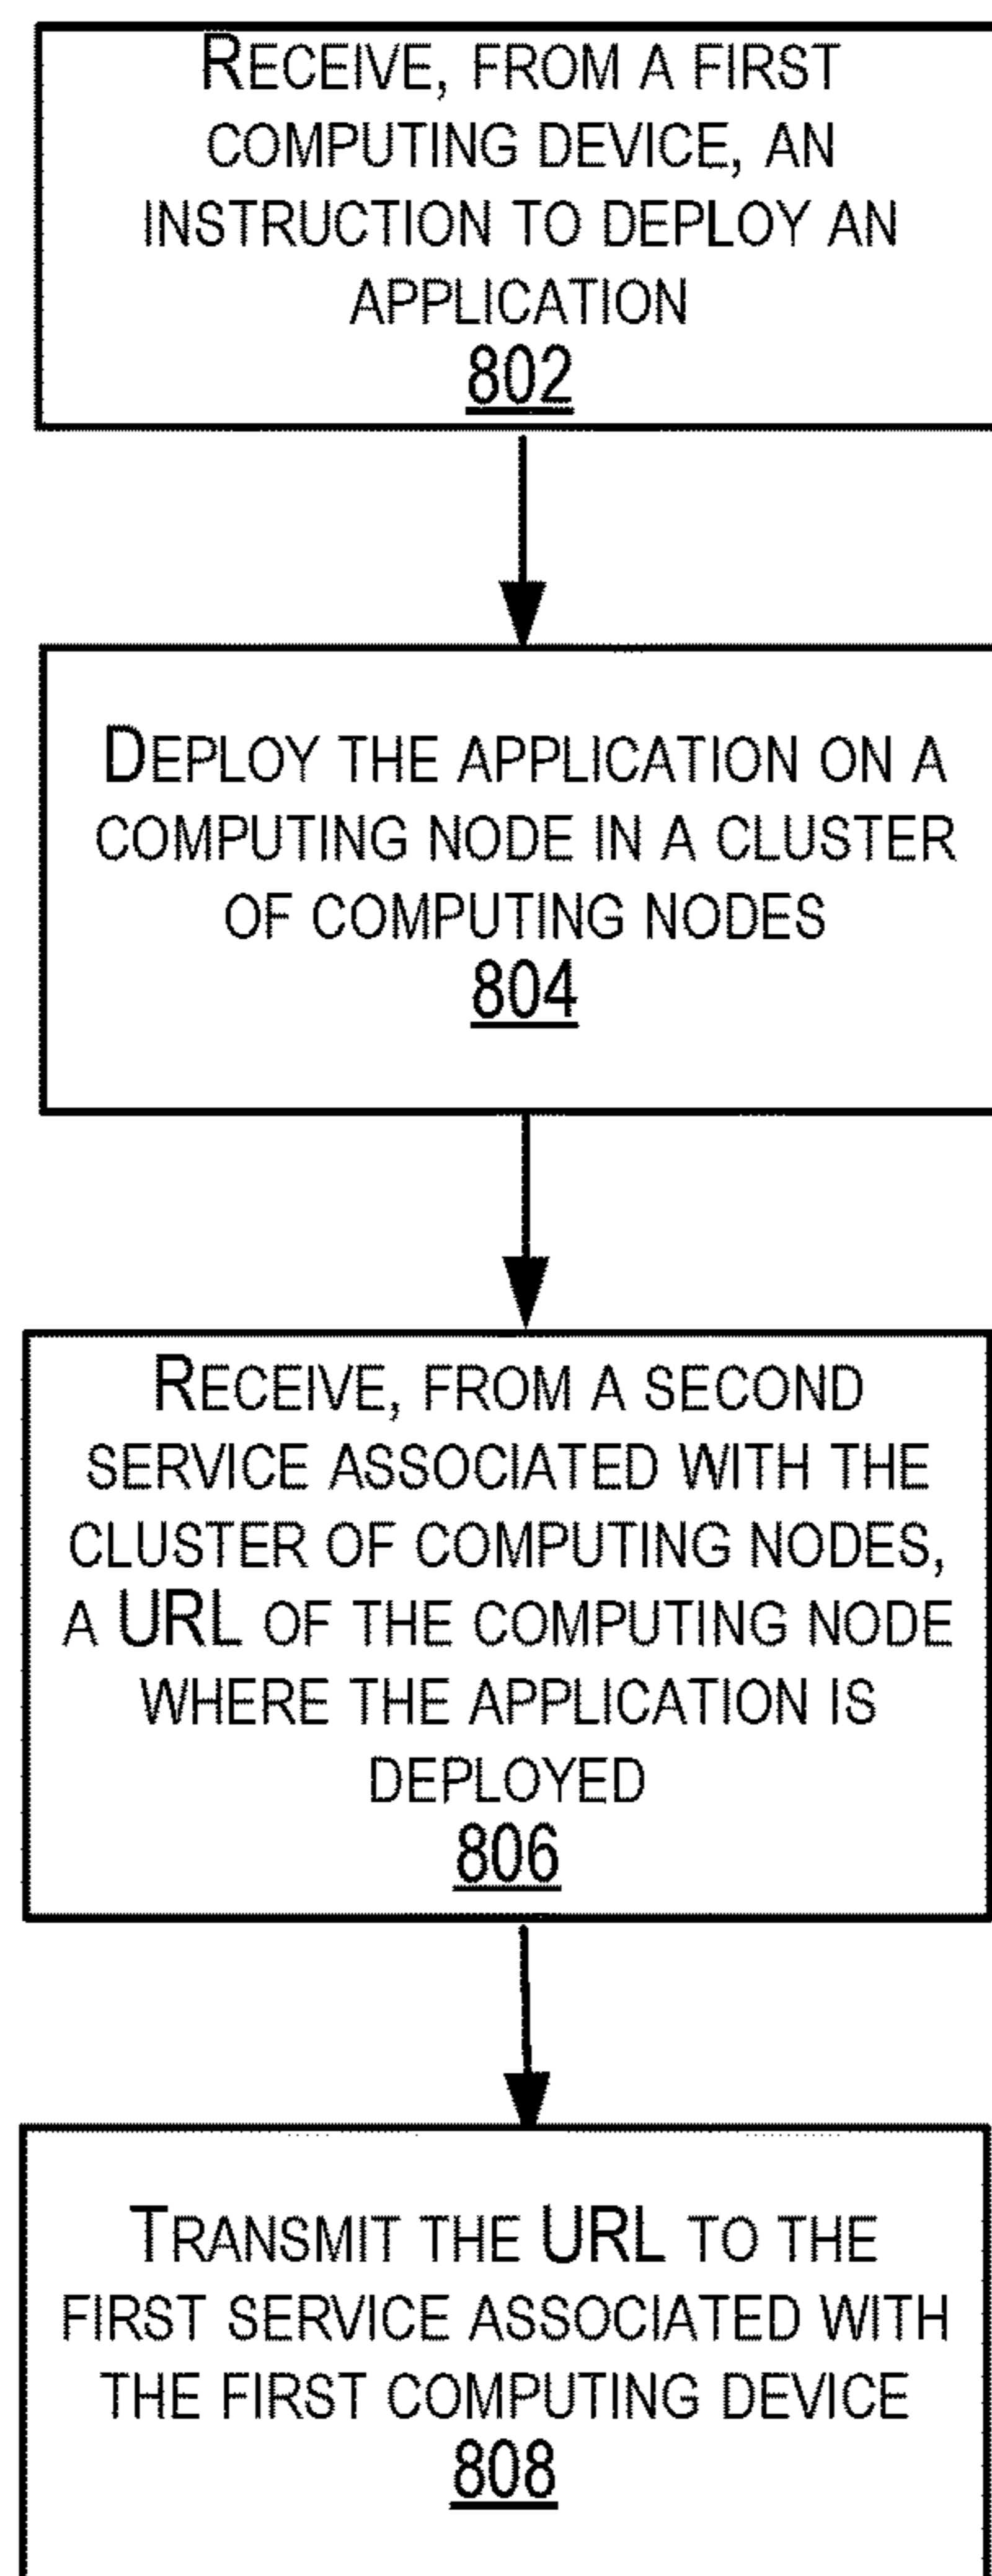 RECEIVE, FROM A FIRST
COMPUTING DEVICE, AN
INSTRUCTION TO DEPLOY AN
APPLICATION
802
DEPLOY THE APPLICATION ON A
COMPUTING NODE IN A CLUSTER
OF COMPUTING NODES
804
RECEIVE, FROM A SECOND
SERVICE ASSOCIATED WITH THE
CLUSTER OF COMPUTING NODES,
A URL OF THE COMPUTING NODE
WHERE THE APPLICATION IS
DEPLOYED
806
TRANSMIT THE URL TO THE
FIRST SERVICE ASSOCIATED WITH
THE FIRST COMPUTING DEVICE
808